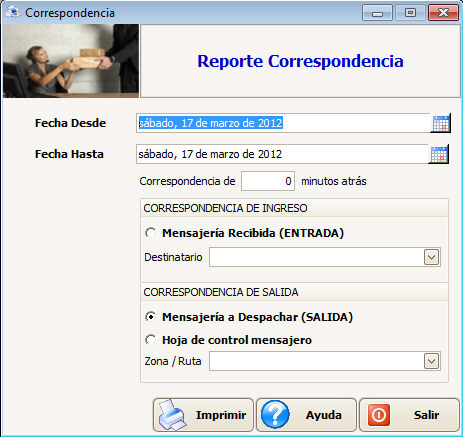 Correspondencia
Reporte Correspondencia
Fecha Desde sábado, 17 de marzo de 2012
Fecha Hasta sábado, 17 de marzo de 2012
Correspondencia de 0 minutos atrás
CORRESPONDENCIA DE INGRESO
Mensajería Recibida (ENTRADA)
Destinatario
CORRESPONDENCIA DE SALIDA
Mensajería a Despachar (SALIDA)
Hoja de control mensajero
Zona / Ruta
Imprimir Ayuda Salir